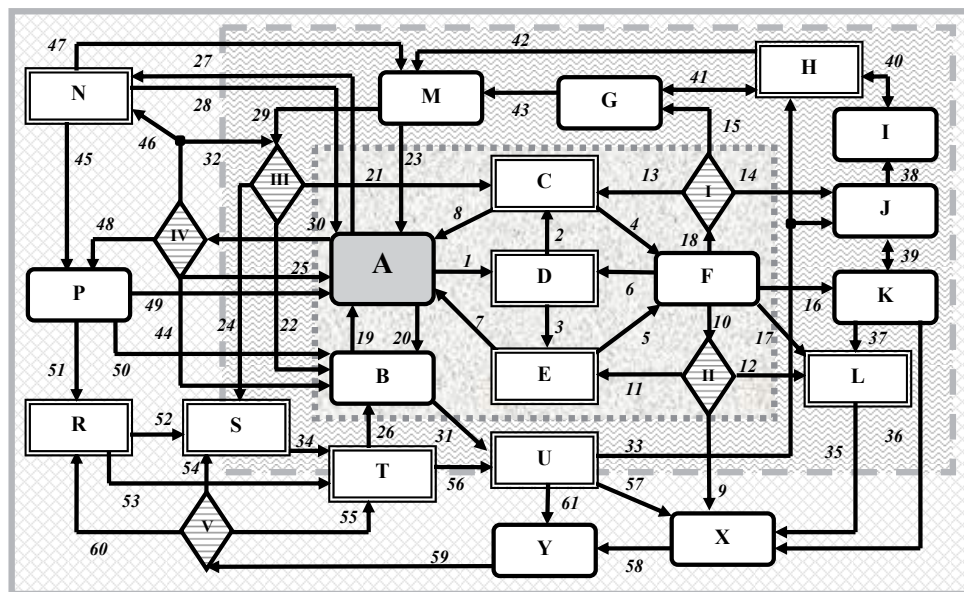 47
27
42
N
H
40
M
G
41
28
29
43
I
45
46
32
III
23
15
21
C
13
I
14
38
J
48
IV
30
8
2
4
18
A
1
D
6
F
39
P
25
K
49
24
22
3
5
10
16
44
19
20
7
17
37
51
50
B
E
11
II
12
L
R
52
S
34
26
31
35
36
T
U
33
54
53
56
9
57
55
61
V
X
60
59
Y
58